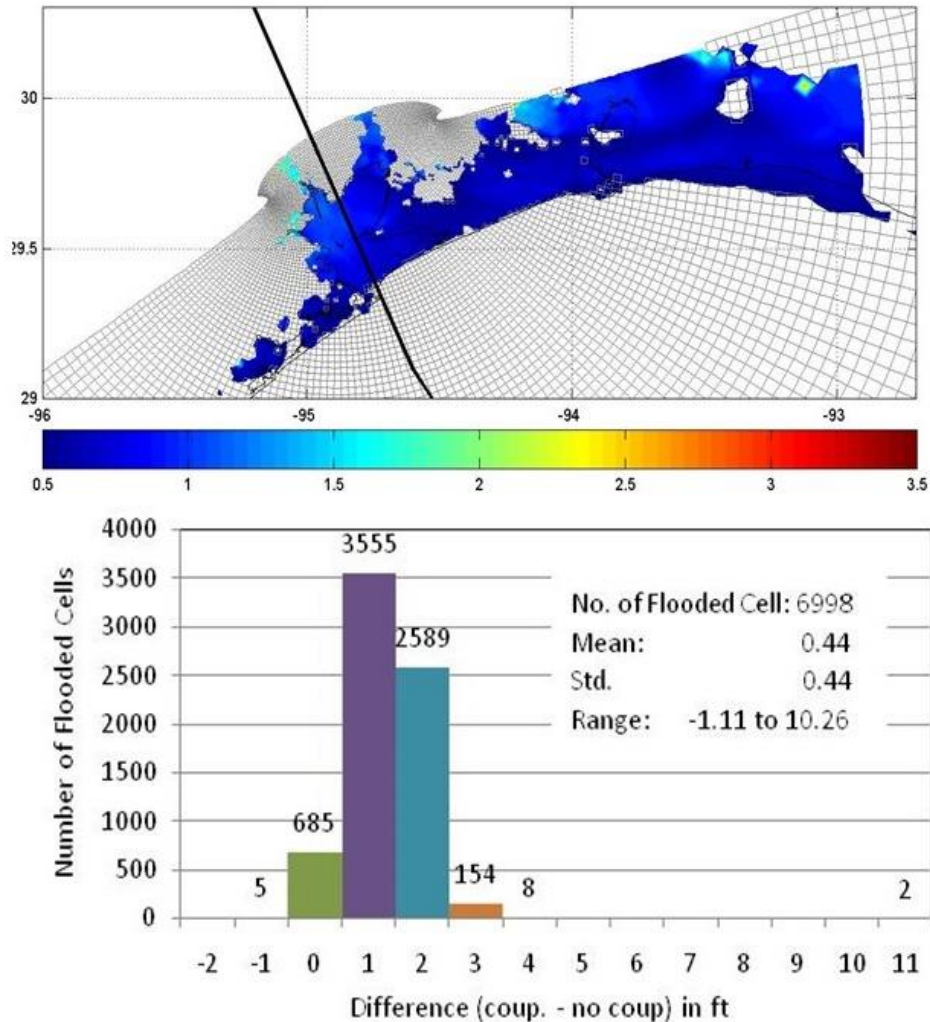 30
29.5
29
-96 -95 -94 -93
0.5 1 1.5 2 2.5 3 3.5
Number of Flooded Cells
4000
3500
3000
2500
2000
1500
1000
500
0
5
685
3555
2589
154
8
2
No. of Flooded Cell: 6998
Mean: 0.44
Std. 0.44
Range: -1.11 to 10.26
-2 -1 0 1 2 3 4 5 6 7 8 9 10 11
Difference (coup. - no coup) in ft